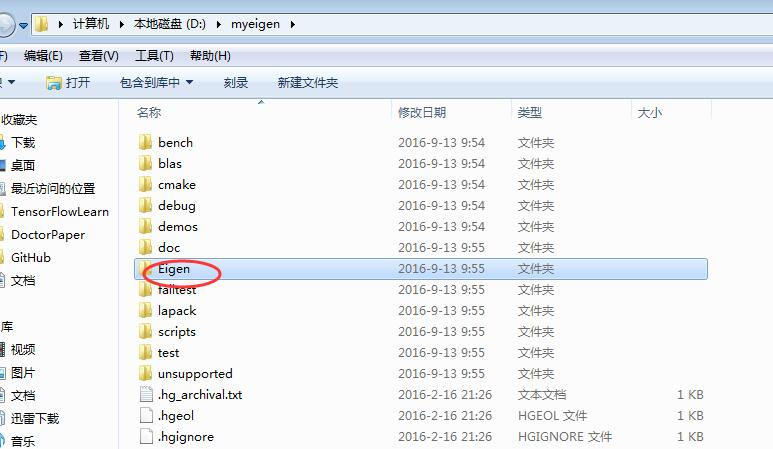 计算机 本地磁盘 (D:) myeigen
F) 编辑(E) 查看(V) 工具(T) 帮助(H)
打开 包含到库中 刻录 新建文件夹
名称 修改日期 类型 大小
收藏夹
下载
桌面
最近访问的位置
TensorFlowLearn
DoctorPaper
GitHub
文档
库
视频
图片
文档
迅雷下载
音乐
bench 2016-9-13 9:54 文件夹
blas 2016-9-13 9:54 文件夹
cmake 2016-9-13 9:54 文件夹
debug 2016-9-13 9:54 文件夹
demos 2016-9-13 9:54 文件夹
doc 2016-9-13 9:55 文件夹
Eigen 2016-9-13 9:55 文件夹
failtest 2016-9-13 9:55 文件夹
lapack 2016-9-13 9:55 文件夹
scripts 2016-9-13 9:55 文件夹
test 2016-9-13 9:55 文件夹
unsupported 2016-9-13 9:55 文件夹
.hg_archival.txt 2016-2-16 21:26 文本文档 1 KB
.hgeol 2016-2-16 21:26 HGEOL 文件 1 KB
.hgignore 2016-2-16 21:26 HGIGNORE 文件 1 KB